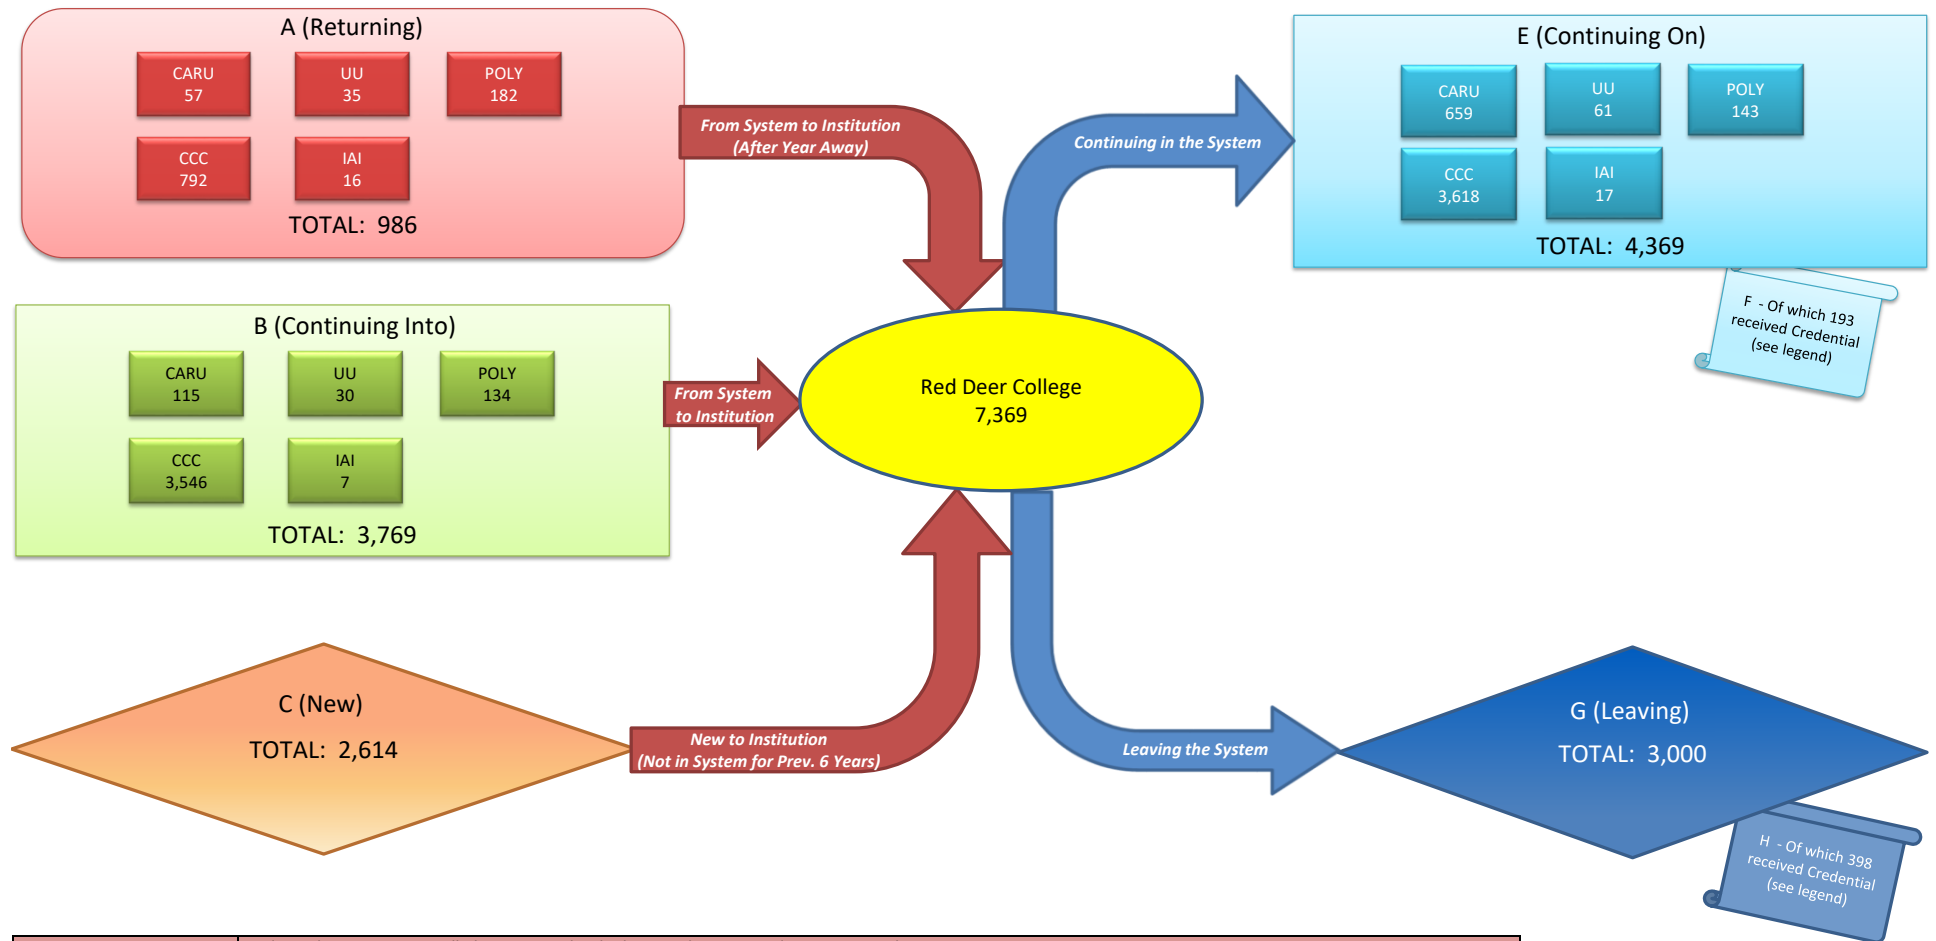 A (Returning)
CARU
57
UU
35
POLY
182
CCC
792
IAI
16
TOTAL: 986
From System to Institution
(After Year Away)
B (Continuing Into)
CARU
115
UU
30
POLY
134
CCC
3,546
IAI
7
TOTAL: 3,769
From System
to Institution
C (New)
TOTAL: 2,614
New to Institution
(Not in System for Prev. 6 Years)
Red Deer College
7,369
Continuing in the System
E (Continuing On)
CARU
659
UU
61
POLY
143
CCC
3,618
IAI
17
TOTAL: 4,369
F - Of which 193
received Credential
(see legend)
Leaving the System
G (Leaving)
TOTAL: 3,000
H - Of which 398
received Credential
(see legend)